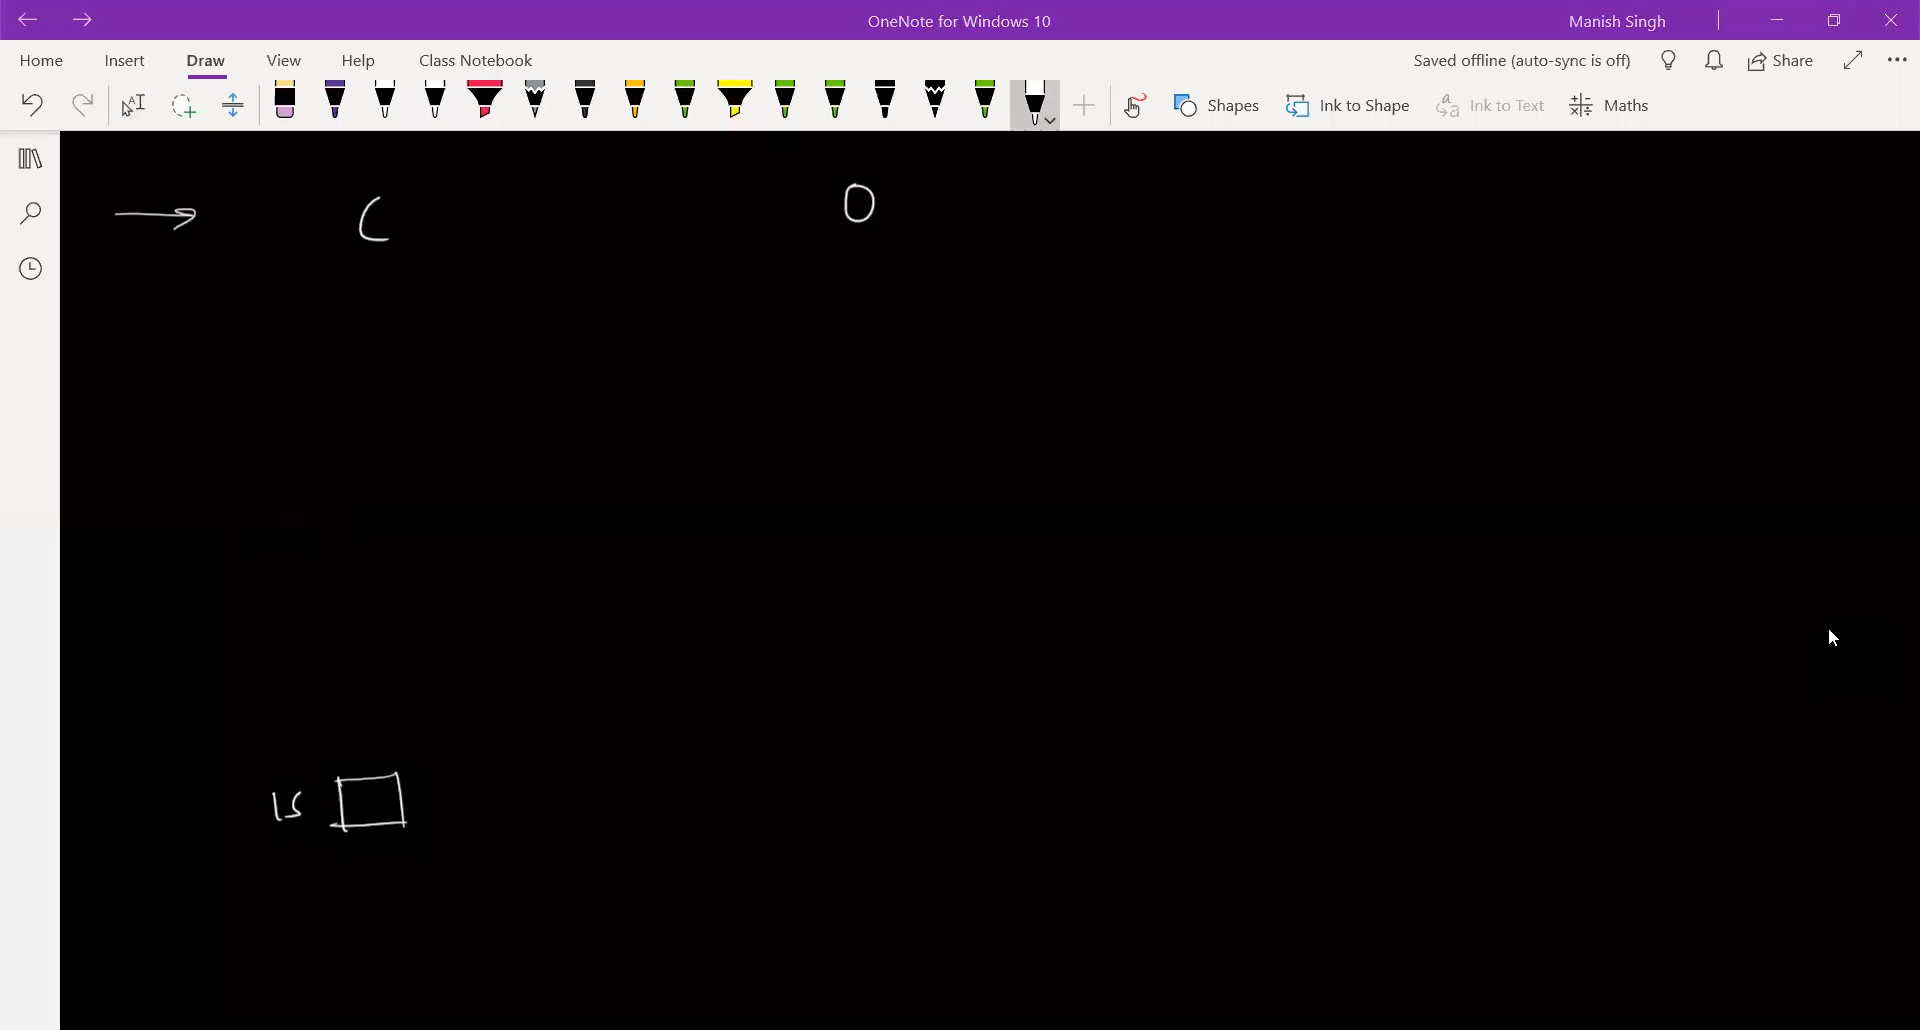 OneNote for Windows 10 Manish Singh
Home Insert Draw View Help Class Notebook Saved offline (auto-sync is off) Share
Shapes Ink to Shape Ink to Text Maths
→ C O
1s